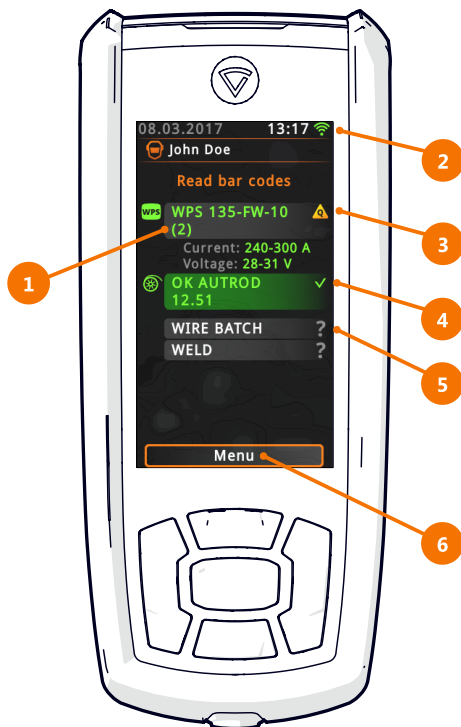 08.03.2017 13:17
John Doe
Read bar codes
WPS WPS 135-FW-10 Q
(2)
Current: 240-300 A
Voltage: 28-31 V
OK AUTROD ✓
12.51
WIRE BATCH ?
WELD ?
Menu
1
2
3
4
5
6